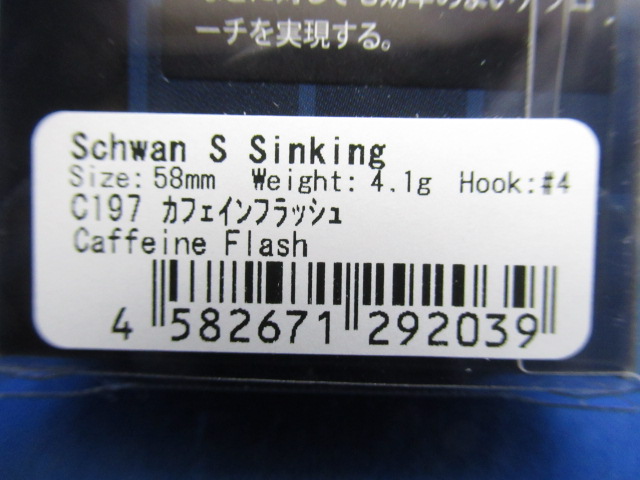 ーチを実現する。
Schwan S Sinking
Size: 58mm Weight: 4.1g Hook:#4
C197 カフェインフラッシュ
Caffeine Flash
4 582671 292039